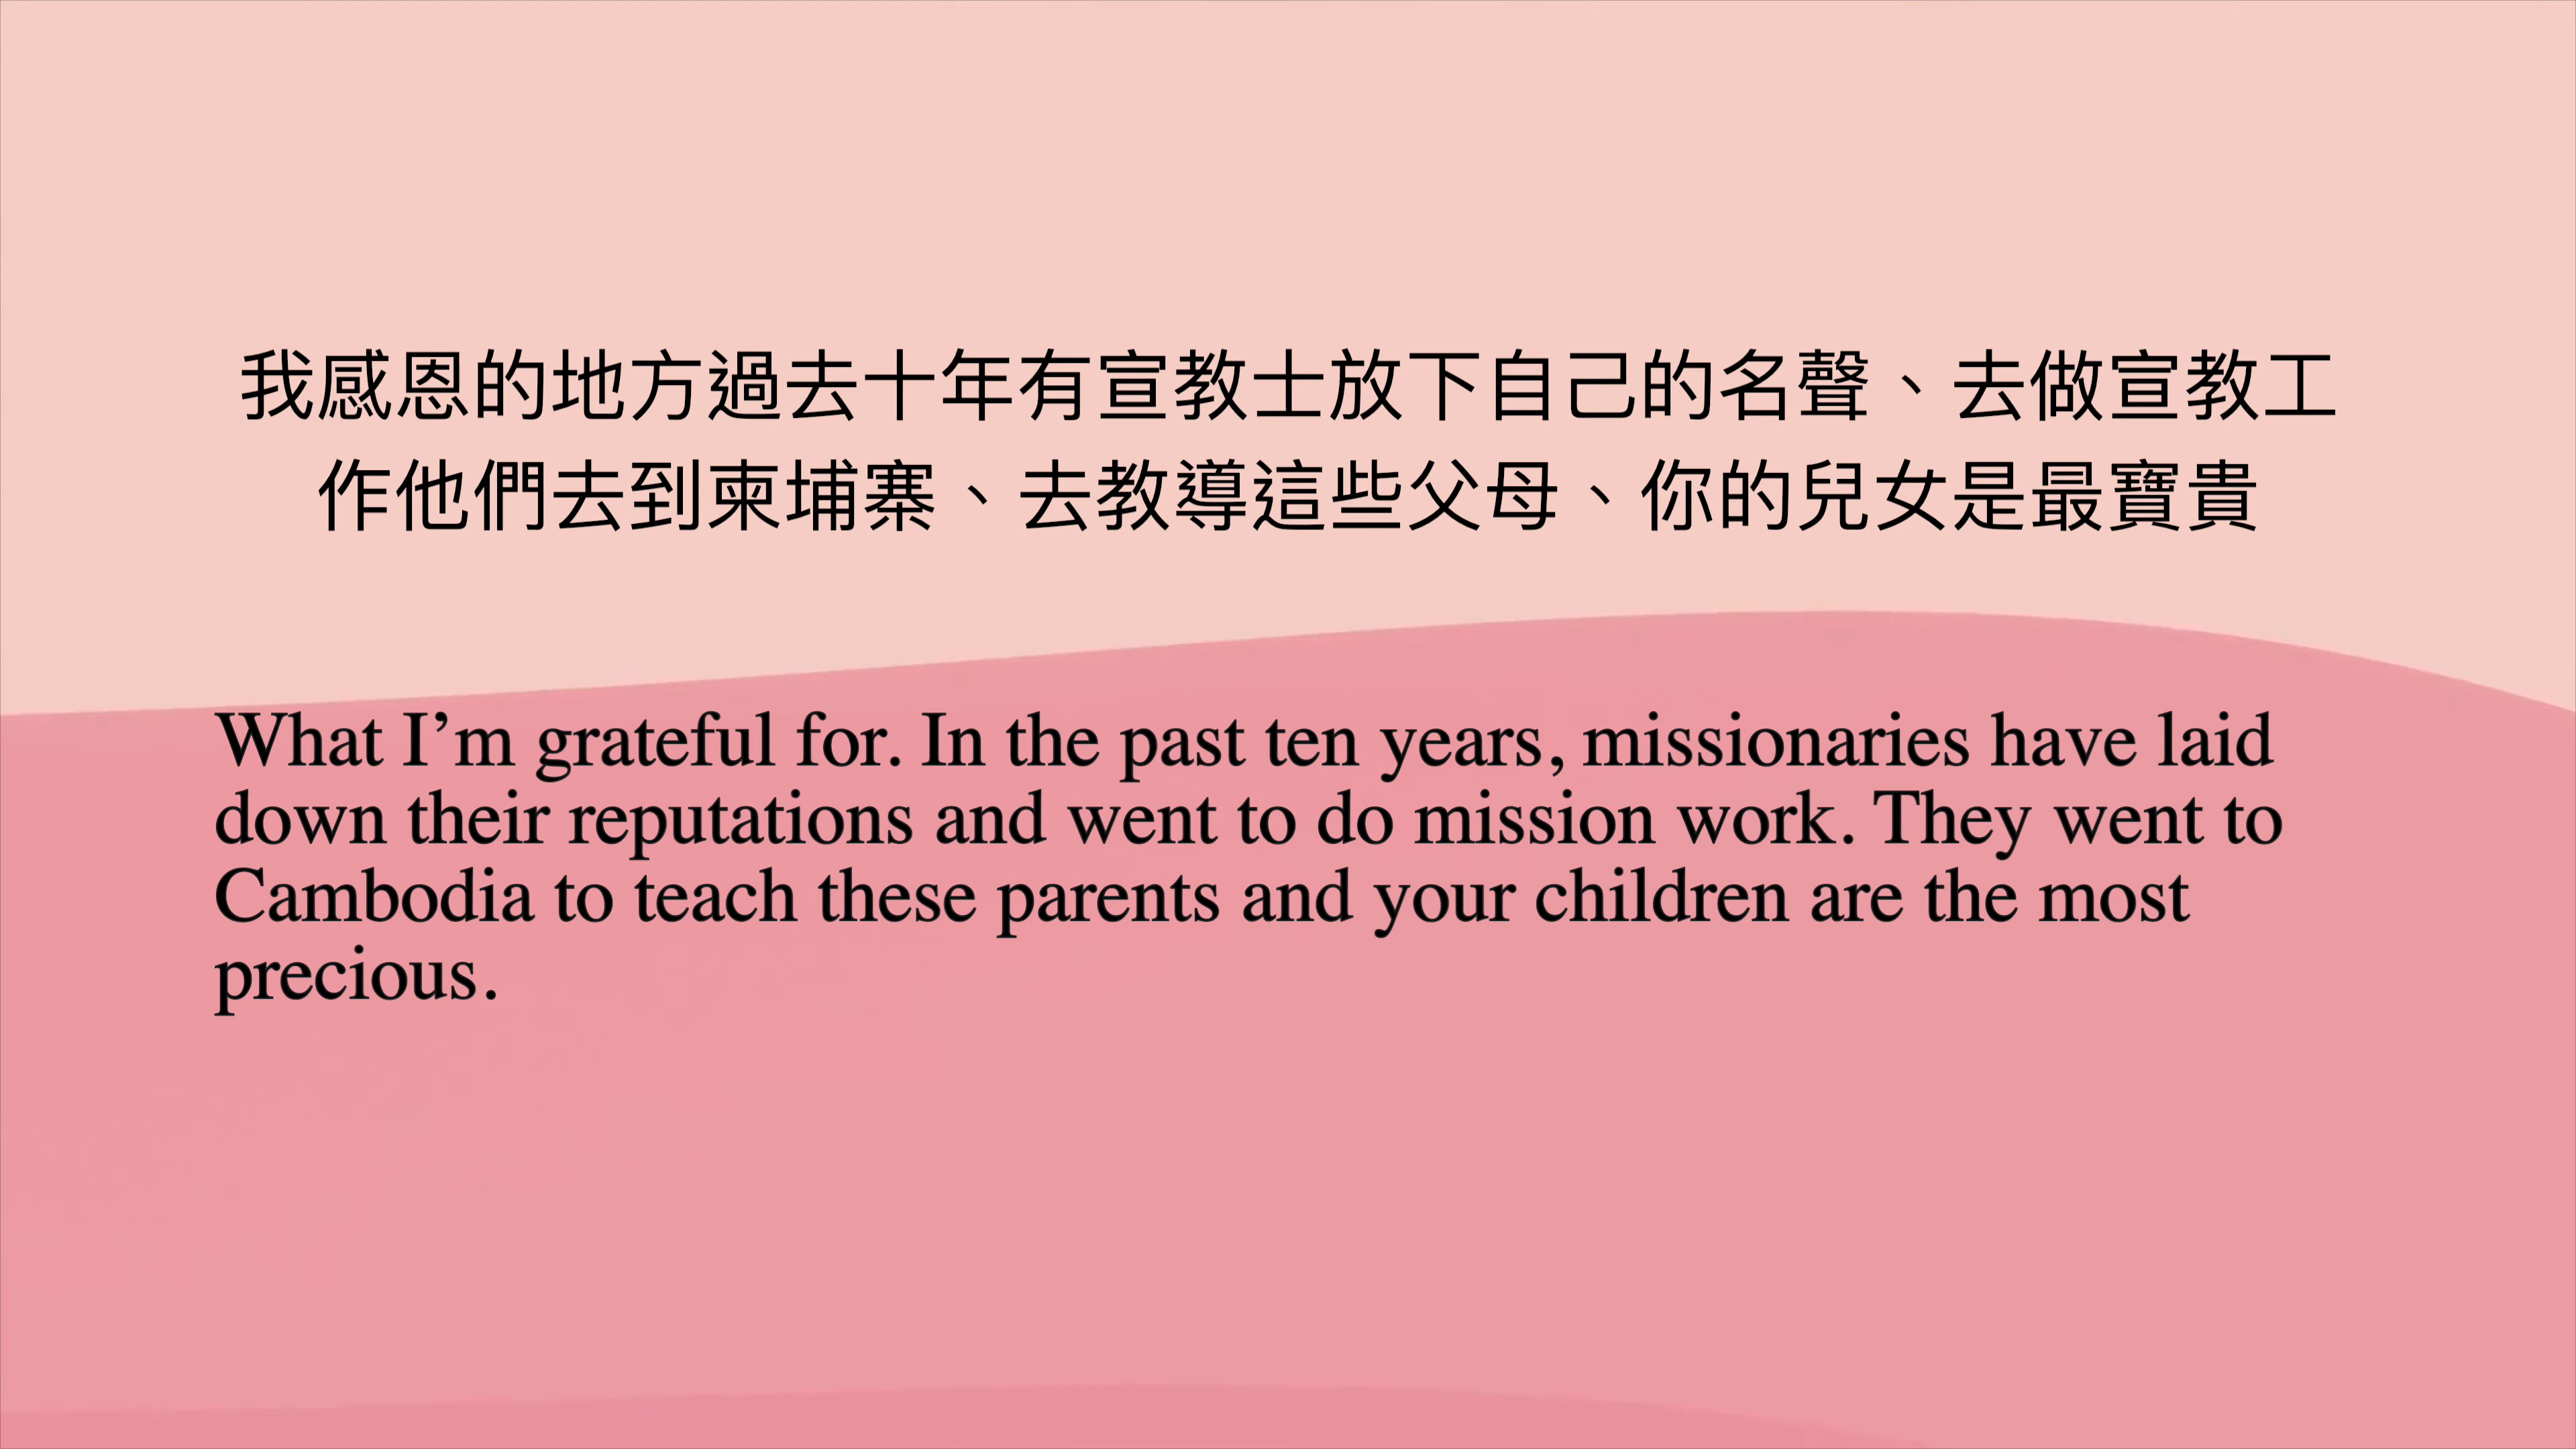 我感恩的地方過去十年有宣教士放下自己的名聲、去做宣教工
作他們去到柬埔寨、去教導這些父母、你的兒女是最寶貴
What I’m grateful for. In the past ten years, missionaries have laid
down their reputations and went to do mission work. They went to
Cambodia to teach these parents and your children are the most
precious.